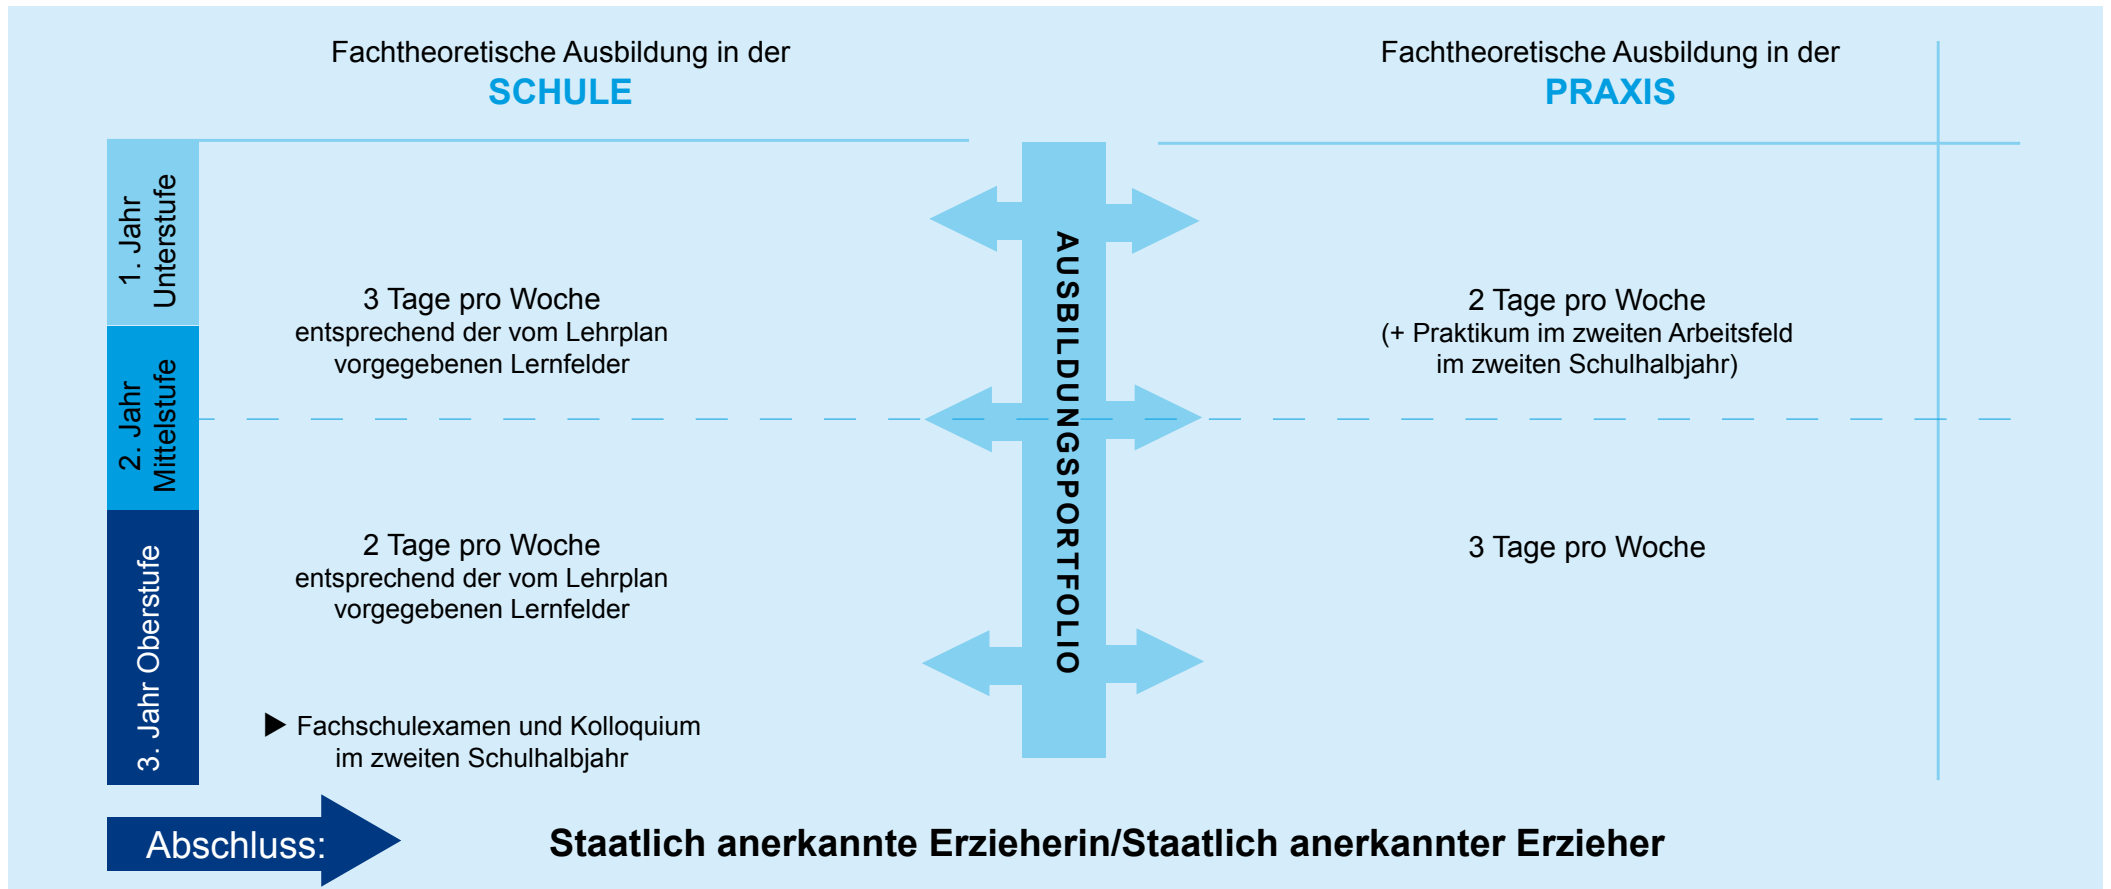 Fachtheoretische Ausbildung in der
SCHULE
Fachtheoretische Ausbildung in der
PRAXIS
1. Jahr
Unterstufe
2. Jahr
Mittelstufe
3. Jahr Oberstufe
3 Tage pro Woche
entsprechend der vom Lehrplan
vorgegebenen Lernfelder
2 Tage pro Woche
entsprechend der vom Lehrplan
vorgegebenen Lernfelder
▶ Fachschulexamen und Kolloquium
im zweiten Schulhalbjahr
AUSBILDUNGSPORTFOLIO
2 Tage pro Woche
(+ Praktikum im zweiten Arbeitsfeld
im zweiten Schulhalbjahr)
3 Tage pro Woche
Abschluss:
Staatlich anerkannte Erzieherin/Staatlich anerkannter Erzieher